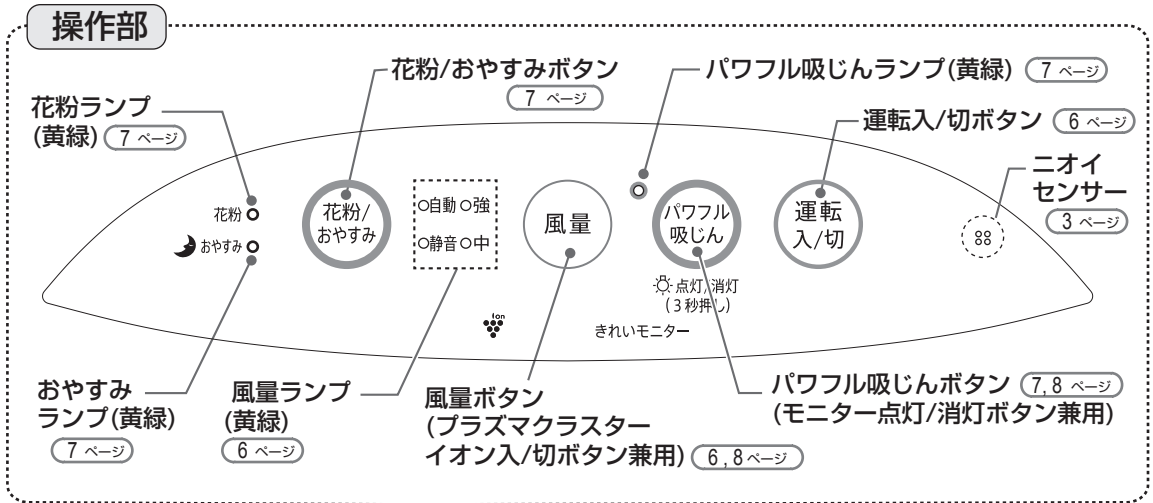 操作部
花粉/おやすみボタン
7 ページ
パワフル吸じんランプ(黄緑) 7 ページ
花粉ランプ
(黄緑) 7 ページ
運転入/切ボタン 6 ページ
ニオイ
センサー
3 ページ
花粉
おやすみ
花粉/
おやすみ
自動 強
静音 中
風量
パワフル
吸じん
運転
入/切
点灯/消灯
(3秒押し)
ion
きれいモニター
おやすみ
ランプ(黄緑)
7 ページ
風量ランプ
(黄緑)
6 ページ
風量ボタン
(プラズマクラスター
イオン入/切ボタン兼用) 6,8 ページ
パワフル吸じんボタン 7,8 ページ
(モニター点灯/消灯ボタン兼用)